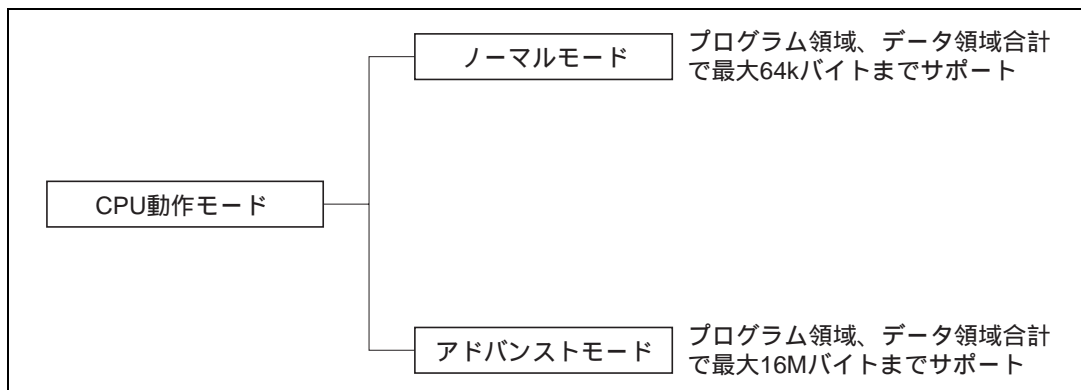 ノーマルモード
プログラム領域、データ領域合計
で最大64kバイトまでサポート
CPU動作モード
アドバンストモード
プログラム領域、データ領域合計
で最大16Mバイトまでサポート